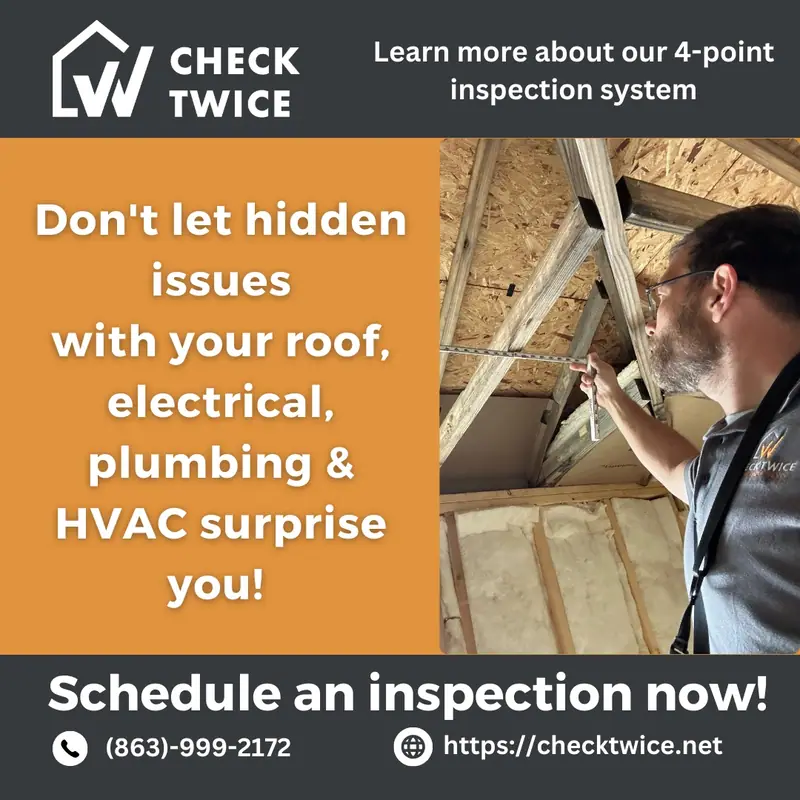 CHECK
TWICE
Learn more about our 4-point
inspection system
Don't let hidden
issues
with your roof,
electrical,
plumbing &
HVAC surprise
you!
Schedule an inspection now!
(863)-999-2172
https://checktwice.net